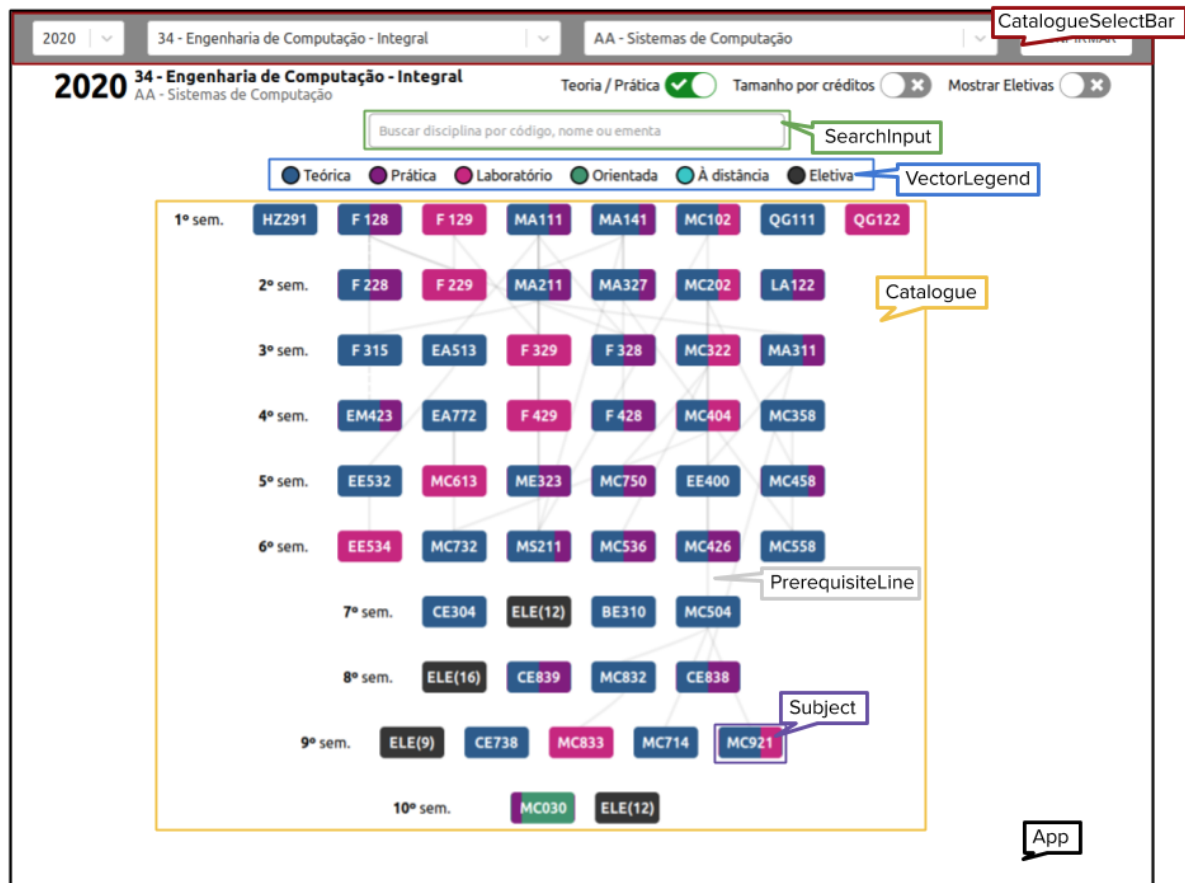 CatalogueSelectBar
2020 34 - Engenharia de Computação - Integral AA - Sistemas de Computação
2020 34 - Engenharia de Computação - Integral
AA - Sistemas de Computação
Teoria / Prática Tamanho por créditos Mostrar Eletivas
Buscar disciplina por código, nome ou ementa
SearchInput
Teórica Prática Laboratório Orientada À distância Eletiva
VectorLegend
1º sem. HZ291 F 128 F 129 MA111 MA141 MC102 QG111 QG122
2º sem. F 228 F 229 MA211 MA327 MC202 LA122
Catalogue
3º sem. F 315 EA513 F 329 F 328 MC322 MA311
4º sem. EM423 EA772 F 429 F 428 MC404 MC358
5º sem. EE532 MC613 ME323 MC750 EE400 MC458
6º sem. EE534 MC732 MS211 MC536 MC426 MC558
PrerequisiteLine
7º sem. CE304 ELE(12) BE310 MC504
8º sem. ELE(16) CE839 MC832 CE838
Subject
9º sem. ELE(9) CE738 MC833 MC714 MC921
10º sem. MC030 ELE(12)
App